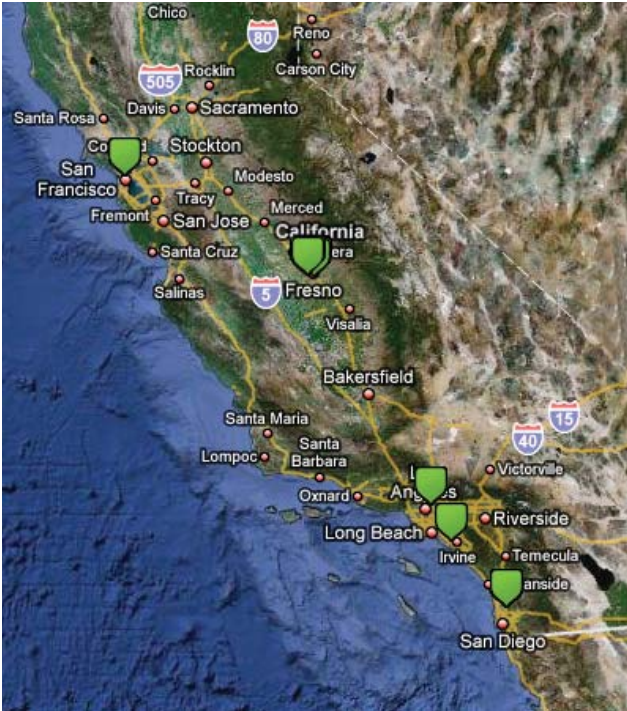 Chico
Reno
80
Carson City
Rocklin
505
Davis
Sacramento
Santa Rosa
Stockton
San
Francisco
Modesto
Tracy
Fremont
Merced
San Jose
California
Santa Cruz
Salinas
5
Fresno
Visalia
Bakersfield
15
Santa Maria
40
Santa
Barbara
Lompoc
Victorville
Oxnard
Riverside
Long Beach
Irvine
Temecula
San Diego